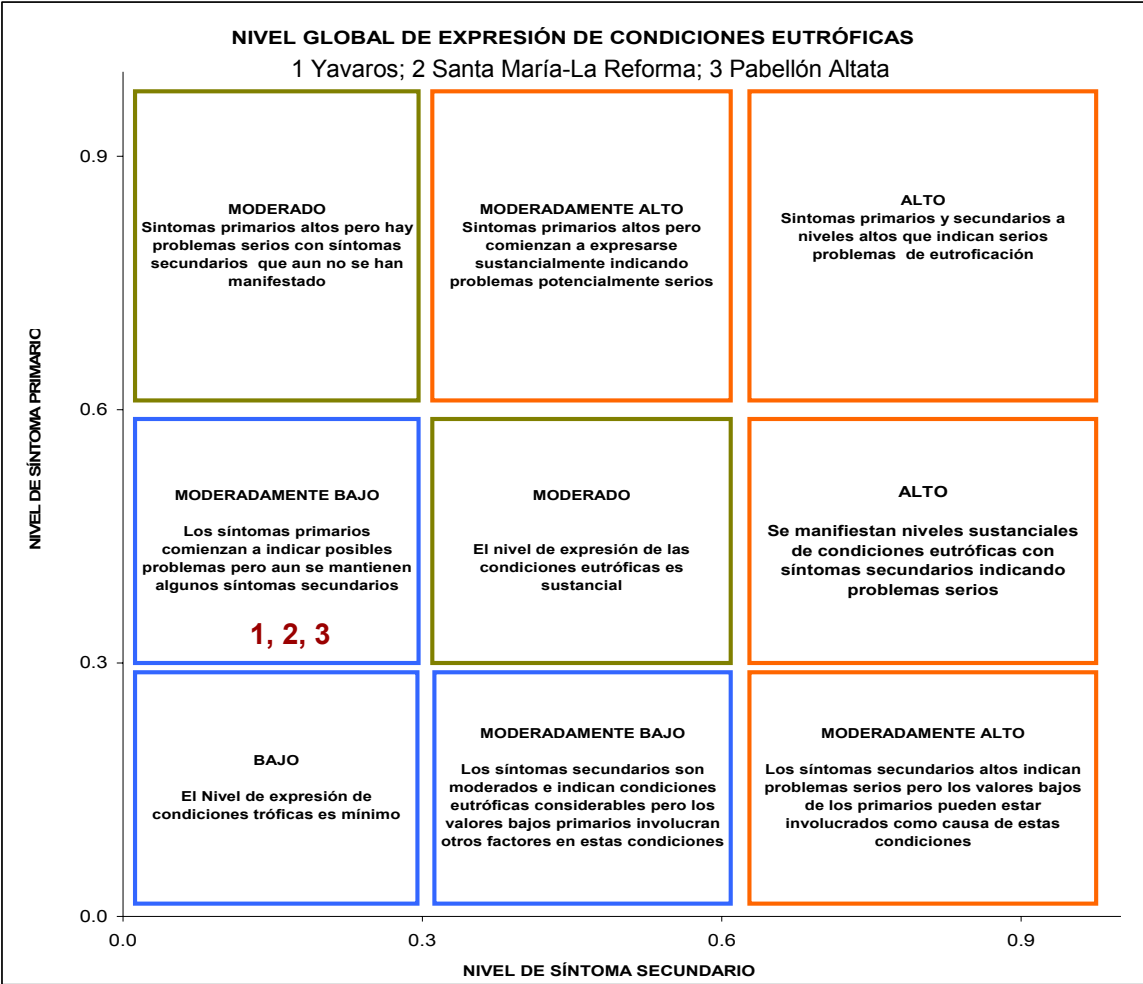 NIVEL GLOBAL DE EXPRESIÓN DE CONDICIONES EUTRÓFICAS
1 Yavaros; 2 Santa María-La Reforma; 3 Pabellón Altata
NIVEL DE SÍNTOMA PRIMARIC
0.9
MODERADO
Sintomas primarios altos pero hay
problemas serios con síntomas
secundarios que aun no se han
manifestado
MODERADAMENTE ALTO
Sintomas primarios altos pero
comienzan a expresarse
sustancialmente indicando
problemas potencialmente serios
ALTO
Sintomas primarios y secundarios a
niveles altos que indican serios
problemas de eutroficación
0.6
MODERADAMENTE BAJO
Los síntomas primarios
comienzan a indicar posibles
problemas pero aun se mantienen
algunos síntomas secundarios
1, 2, 3
MODERADO
El nivel de expresión de las
condiciones eutróficas es
sustancial
ALTO
Se manifiestan niveles sustanciales
de condiciones eutróficas con
síntomas secundarios indicando
problemas serios
0.3
BAJO
El Nivel de expresión de
condiciones tróficas es mínimo
MODERADAMENTE BAJO
Los síntomas secundarios son
moderados e indican condiciones
eutróficas considerables pero los
valores bajos primarios involucran
otros factores en estas condiciones
MODERADAMENTE ALTO
Los síntomas secundarios altos indican
problemas serios pero los valores bajos
de los primarios pueden estar
involucrados como causa de estas
condiciones
0.0
0.0
0.3
0.6
0.9
NIVEL DE SÍNTOMA SECUNDARIO